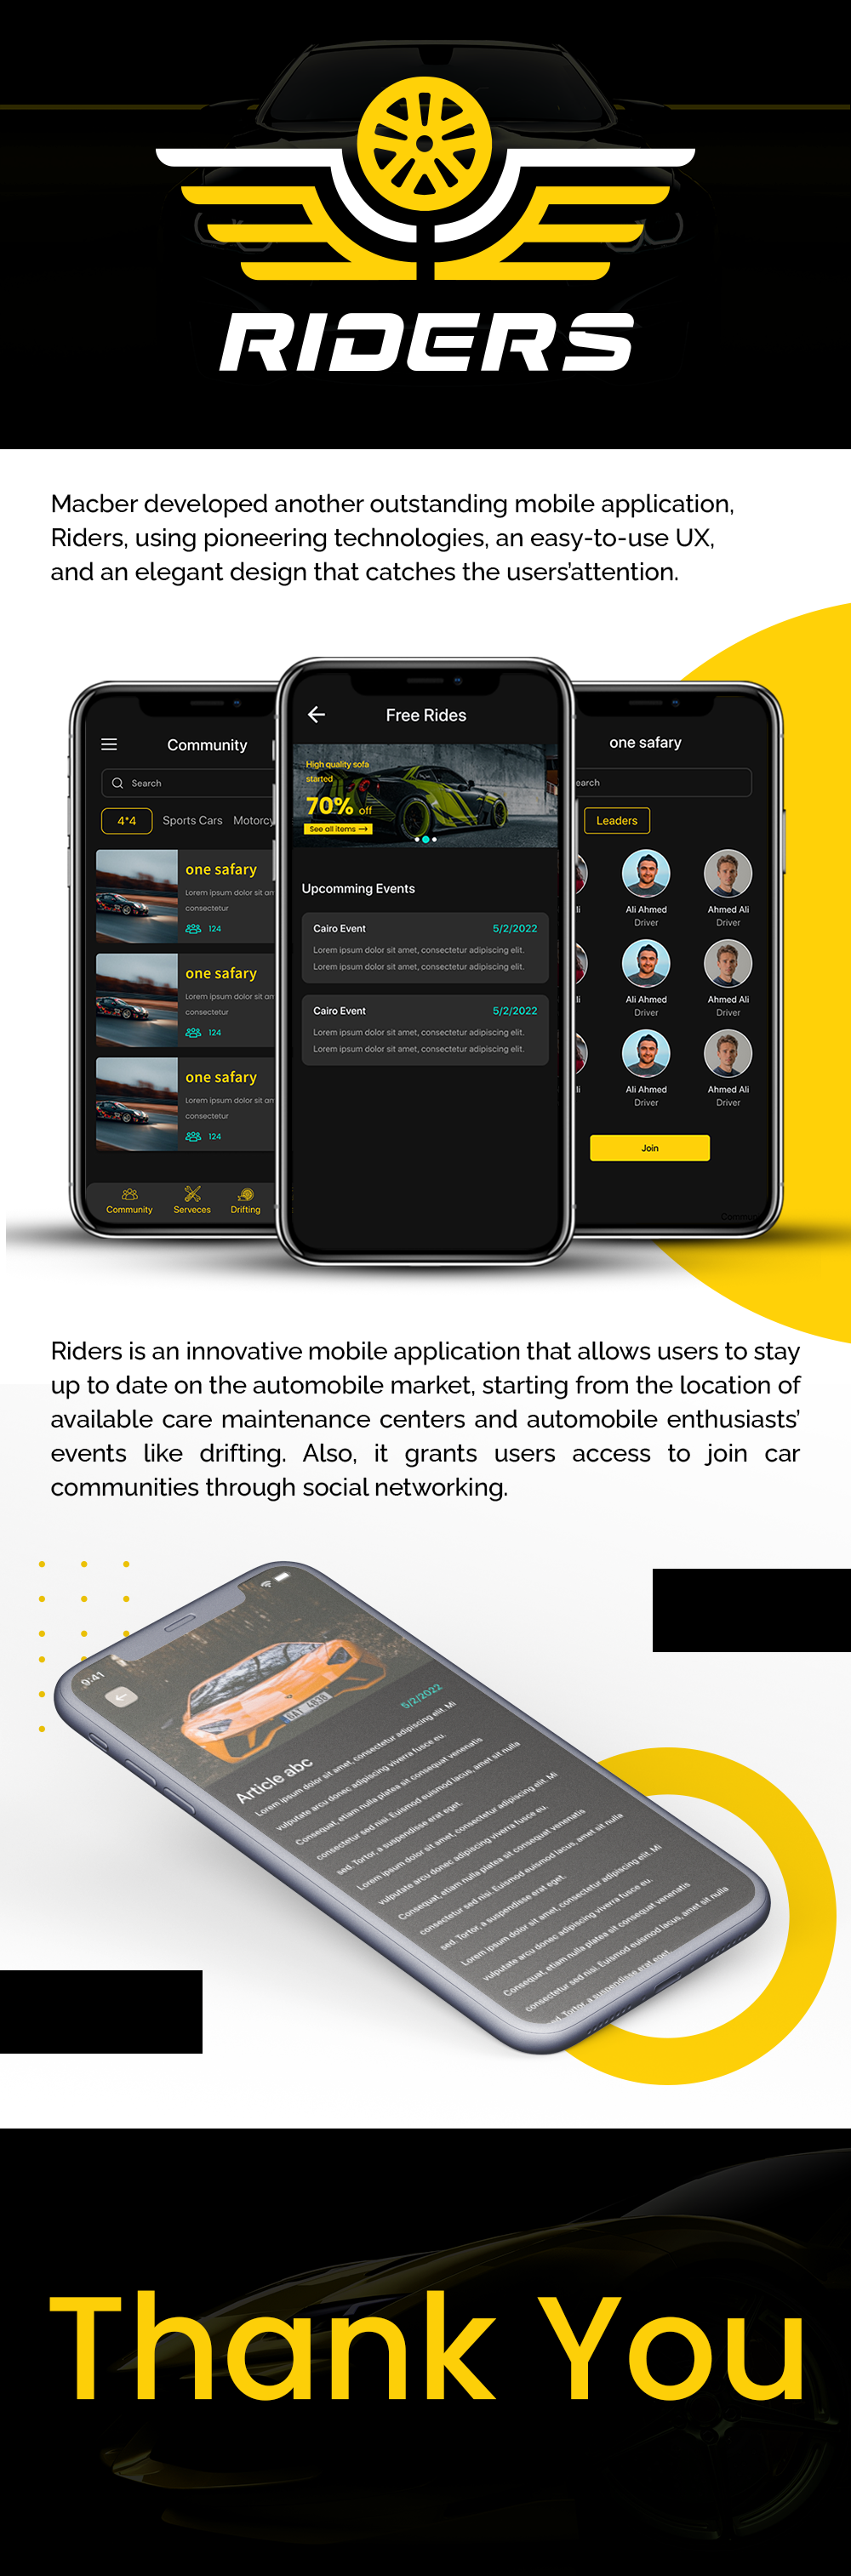 RIDERS
Macber developed another outstanding mobile application,
Riders, using pioneering technologies, an easy-to-use UX,
and an elegant design that catches the users'attention.
Community
Search
4*4 Sports Cars Motorcy
one safary
Lorem ipsum dolor sit am
consectetur
124
one safary
Lorem ipsum dolor sit am
consectetur
124
one safary
Lorem ipsum dolor sit am
consectetur
124
Community Serveces Drifting
Free Rides
High quality sofa
started
70% off
See all items
Upcomming Events
Cairo Event 5/2/2022
Lorem ipsum dolor sit amet, consectetur adipiscing elit.
Lorem ipsum dolor sit amet, consectetur adipiscing elit.
Cairo Event 5/2/2022
Lorem ipsum dolor sit amet, consectetur adipiscing elit.
Lorem ipsum dolor sit amet, consectetur adipiscing elit.
one safary
earch
Leaders
li Ali Ahmed Ahmed Ali
Driver Driver
li Ali Ahmed Ahmed Ali
Driver Driver
li Ali Ahmed Ahmed Ali
Driver Driver
Join
Riders is an innovative mobile application that allows users to stay
up to date on the automobile market, starting from the location of
available care maintenance centers and automobile enthusiasts'
events like drifting. Also, it grants users access to join car
communities through social networking.
9:41
5/2/2022
Article abc
Lorem ipsum dolor sit amet, consectetur adipiscing elit. Mi
vulputate arcu donec adipiscing viverra fusce eu.
Consequat, etiam nulla platea sit consequat venenatis
consectetur sed nisi. Euismod euismod lacus, amet sit nulla
sed. Tortor, a suspendisse erat eget.
Lorem ipsum dolor sit amet, consectetur adipiscing elit. Mi
vulputate arcu donec adipiscing viverra fusce eu.
Consequat, etiam nulla platea sit consequat venenatis
consectetur sed nisi. Euismod euismod lacus, amet sit nulla
sed. Tortor, a suspendisse erat eget.
Lorem ipsum dolor sit amet, consectetur adipiscing elit. Mi
vulputate arcu donec adipiscing viverra fusce eu.
Consequat, etiam nulla platea sit consequat venenatis
consectetur sed nisi. Euismod euismod lacus, amet sit nulla
ed. Tortor, a suspendisse erat eget.
Thank You